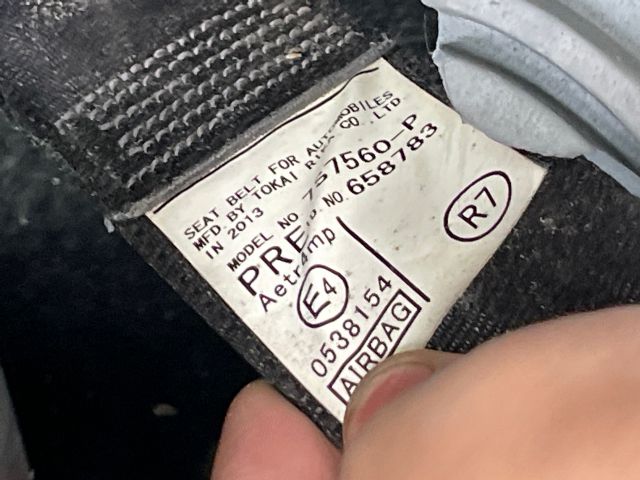 SEAT BELT FOR AUTOMOBILES
MFD BY TOKAI RIKA CO .LTD
IN 2013
MODEL NO 7S7560-P
PRE NO.658783
Aetr4mp
E4
R7
0538154
AIRBAG